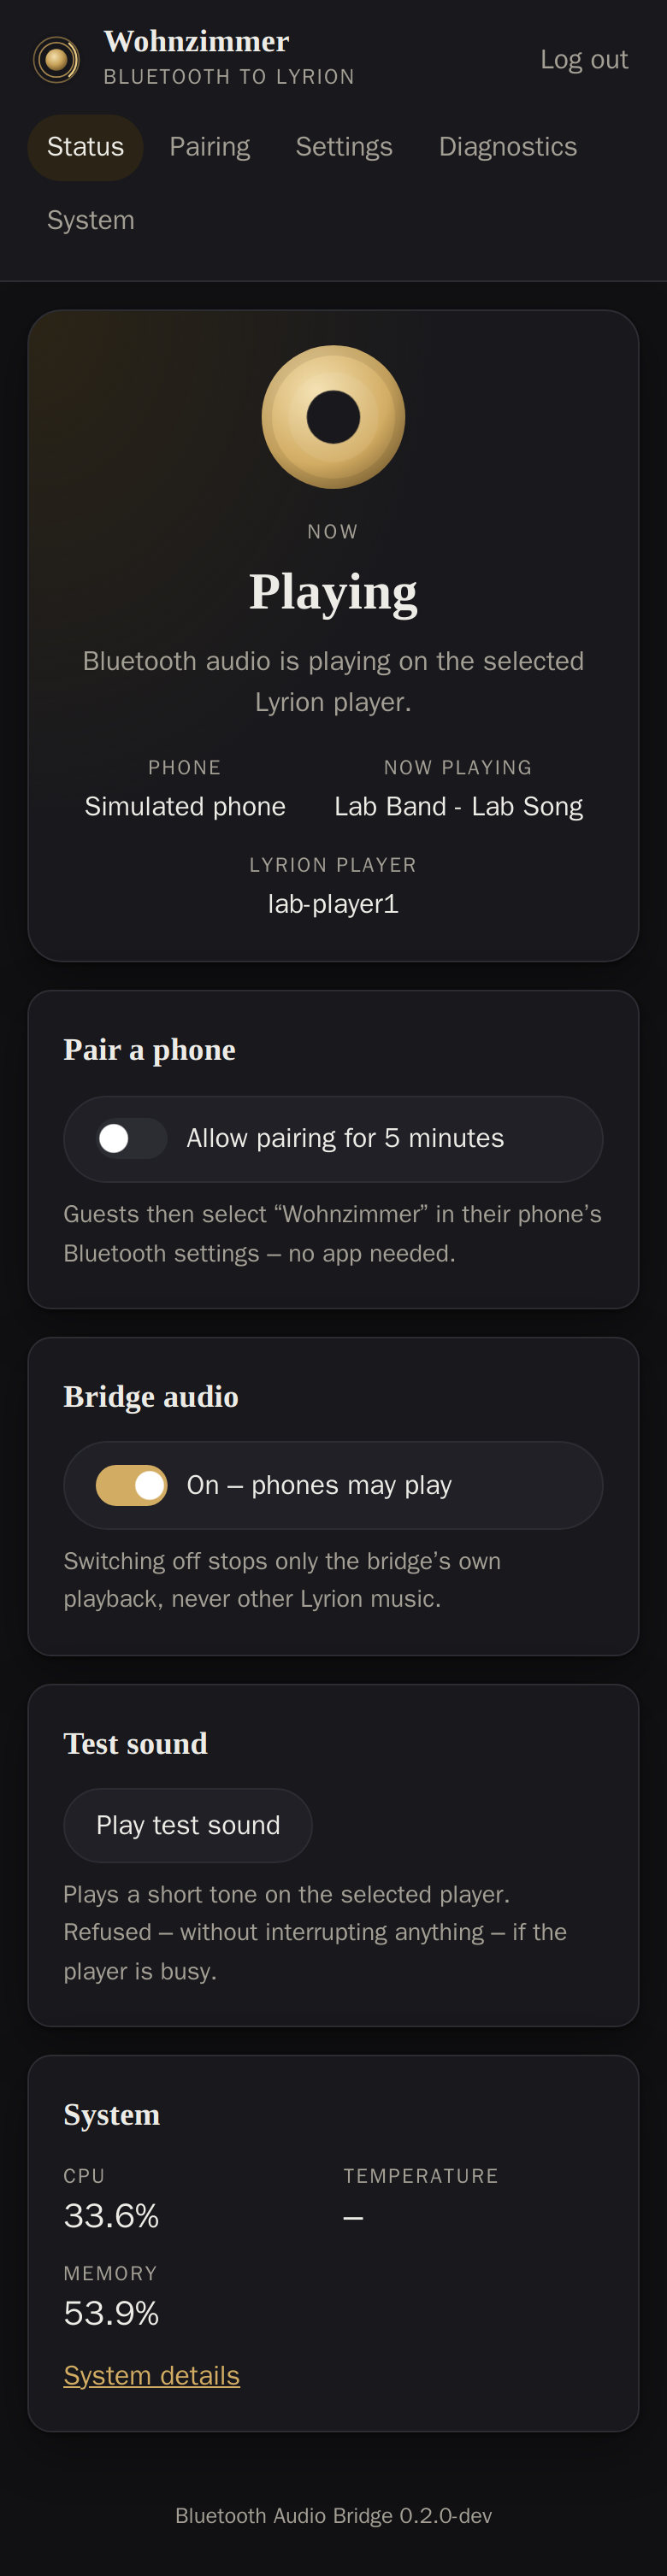 Wohnzimmer
BLUETOOTH TO LYRION
Log out
Status
Pairing
Settings
Diagnostics
System
NOW
Playing
Bluetooth audio is playing on the selected
Lyrion player.
PHONE
Simulated phone
NOW PLAYING
Lab Band - Lab Song
LYRION PLAYER
lab-player1
Pair a phone
Allow pairing for 5 minutes
Guests then select “Wohnzimmer” in their phone’s
Bluetooth settings – no app needed.
Bridge audio
On – phones may play
Switching off stops only the bridge’s own
playback, never other Lyrion music.
Test sound
Play test sound
Plays a short tone on the selected player.
Refused – without interrupting anything – if the
player is busy.
System
CPU
33.6%
TEMPERATURE
–
MEMORY
53.9%
System details
Bluetooth Audio Bridge 0.2.0-dev